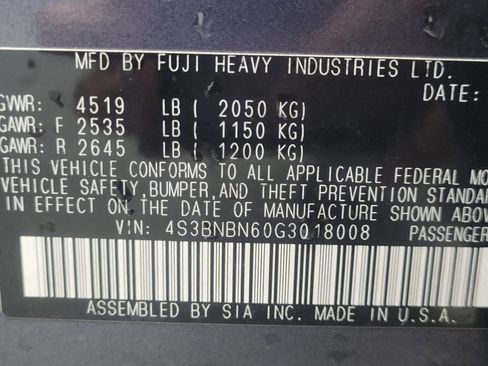 MFD BY FUJI HEAVY INDUSTRIES LTD.
DATE:
GVWR: 4519 LB ( 2050 KG)
GAWR: F 2535 LB ( 1150 KG)
GAWR: R 2645 LB ( 1200 KG)
THIS VEHICLE CONFORMS TO ALL APPLICABLE FEDERAL MO
VEHICLE SAFETY,BUMPER,AND THEFT PREVENTION STANDA
IN EFFECT ON THE DATE OF MANUFACTURE SHOWN ABOV
VIN: 4S3BNBN60G3018008 PASSENGER
ASSEMBLED BY SIA INC. MADE IN U.S.A.